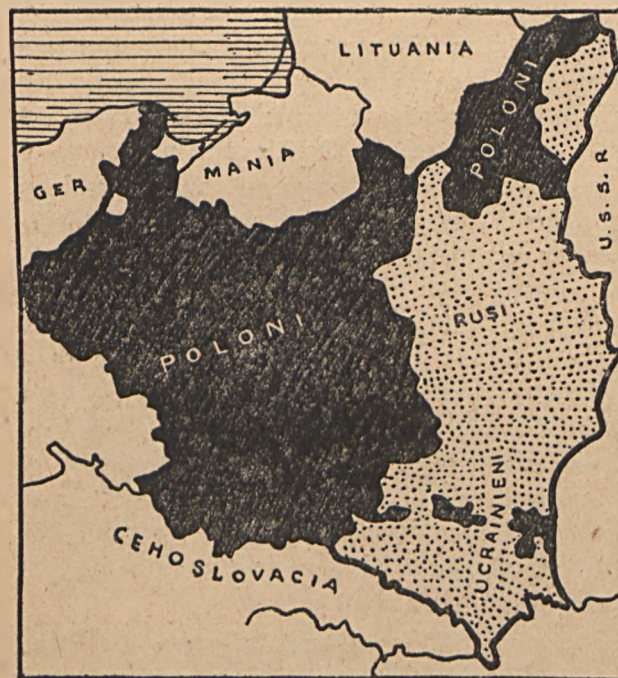 LITUANIA
POLONI
GER
MANIA
U.S.S.R
RUȘI
POLONI
UCRAINIENI
CEHOSLOVACIA